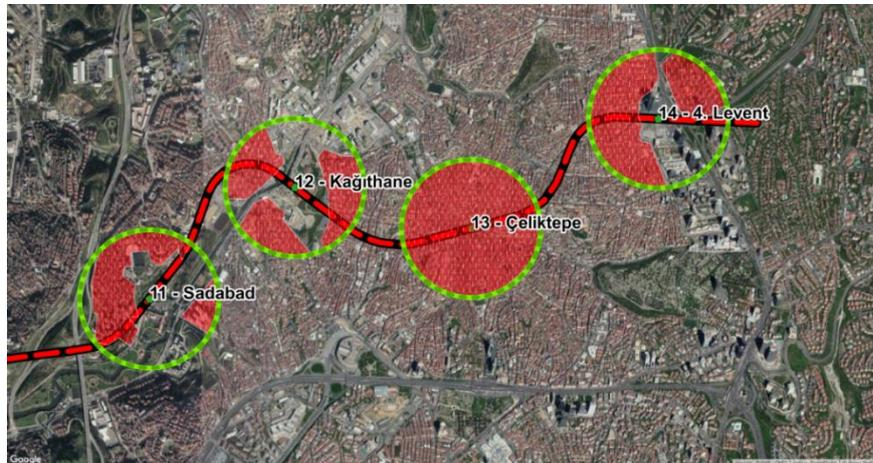 14 - 4. Levent
12 - Kağıthane
13 - Çeliktepe
11 - Sadabad
Google